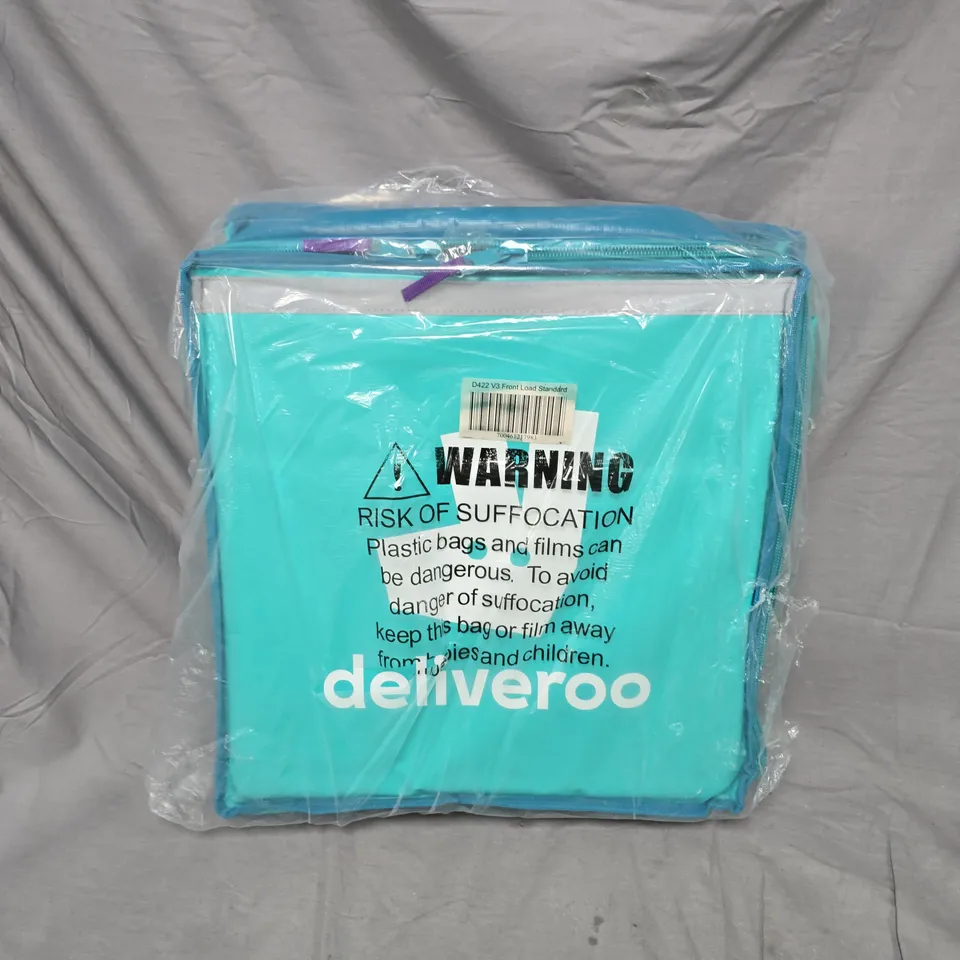 D422 V3 Front Load Standard
WARNING
RISK OF SUFFOCATION
Plastic bags and films can
be dangerous. To avoid
danger of suffocation,
keep this bag or film away
from babies and children.
deliveroo